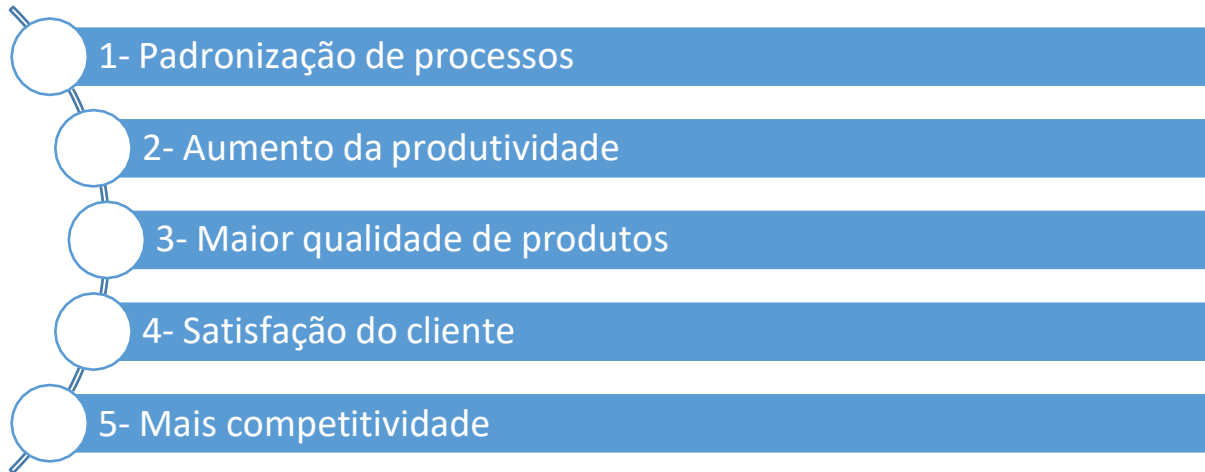 1- Padronização de processos
2- Aumento da produtividade
3- Maior qualidade de produtos
4- Satisfação do cliente
5- Mais competitividade